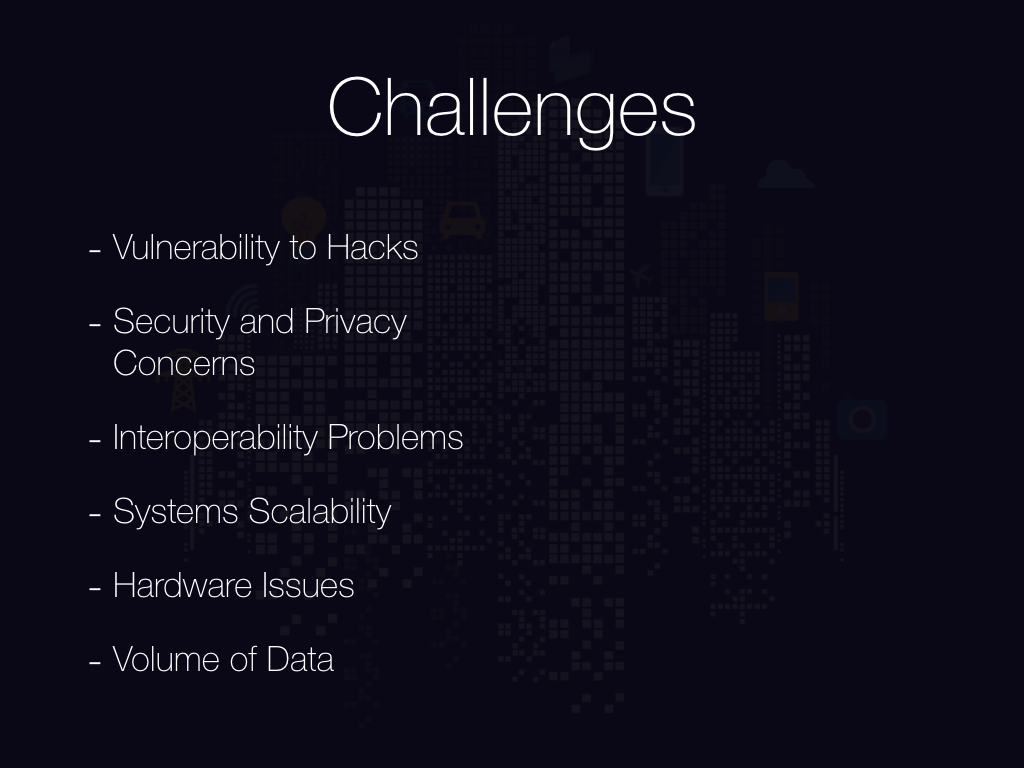 Challenges
- Vulnerability to Hacks
- Security and Privacy
Concerns
- Interoperability Problems
- Systems Scalability
- Hardware Issues
- Volume of Data